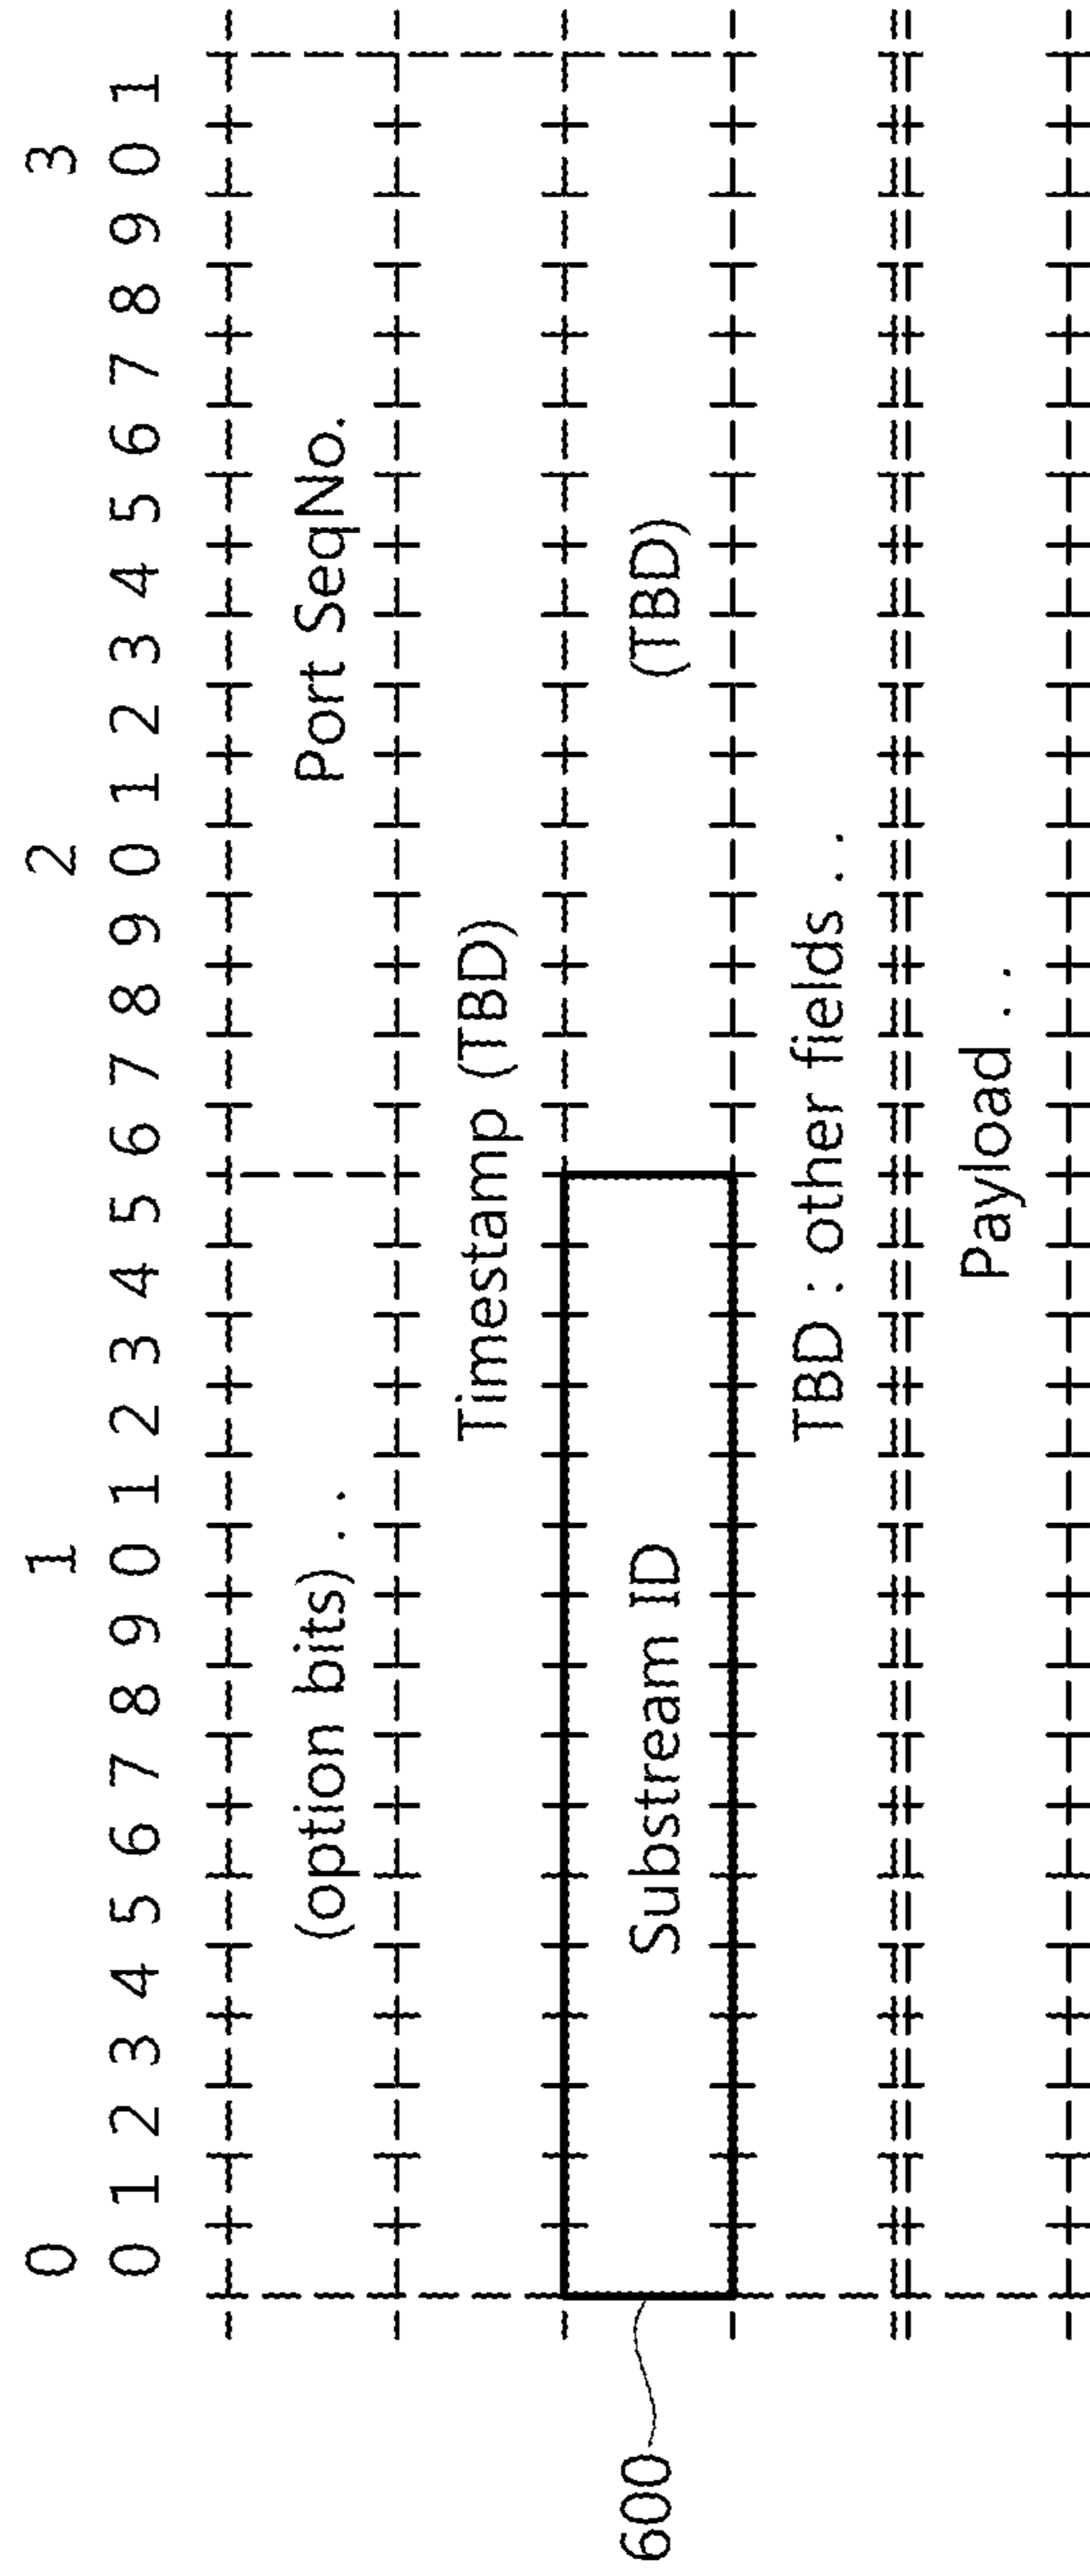 0 1 2 3
0 1 2 3 4 5 6 7 8 9 0 1 2 3 4 5 6 7 8 9 0 1 2 3 4 5 6 7 8 9 0 1
(option bits) . . Port SeqNo.
Timestamp (TBD)
600 Substream ID (TBD)
TBD : other fields . .
Payload . .